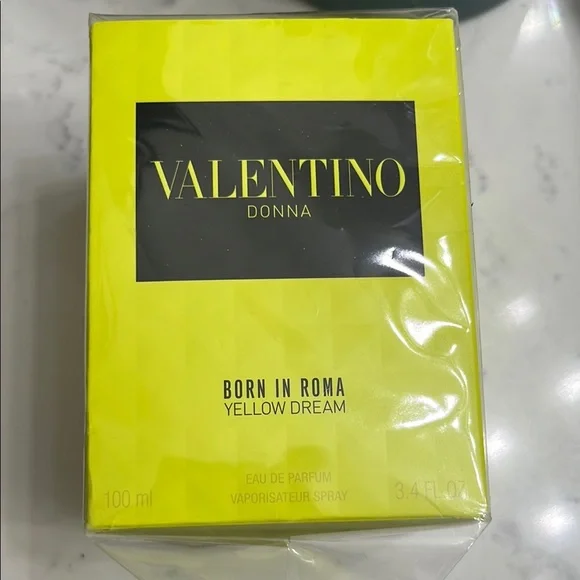 VALENTINO
DONNA
BORN IN ROMA
YELLOW DREAM
EAU DE PARFUM
100 ml VAPORISATEUR SPRAY 3.4 FL OZ